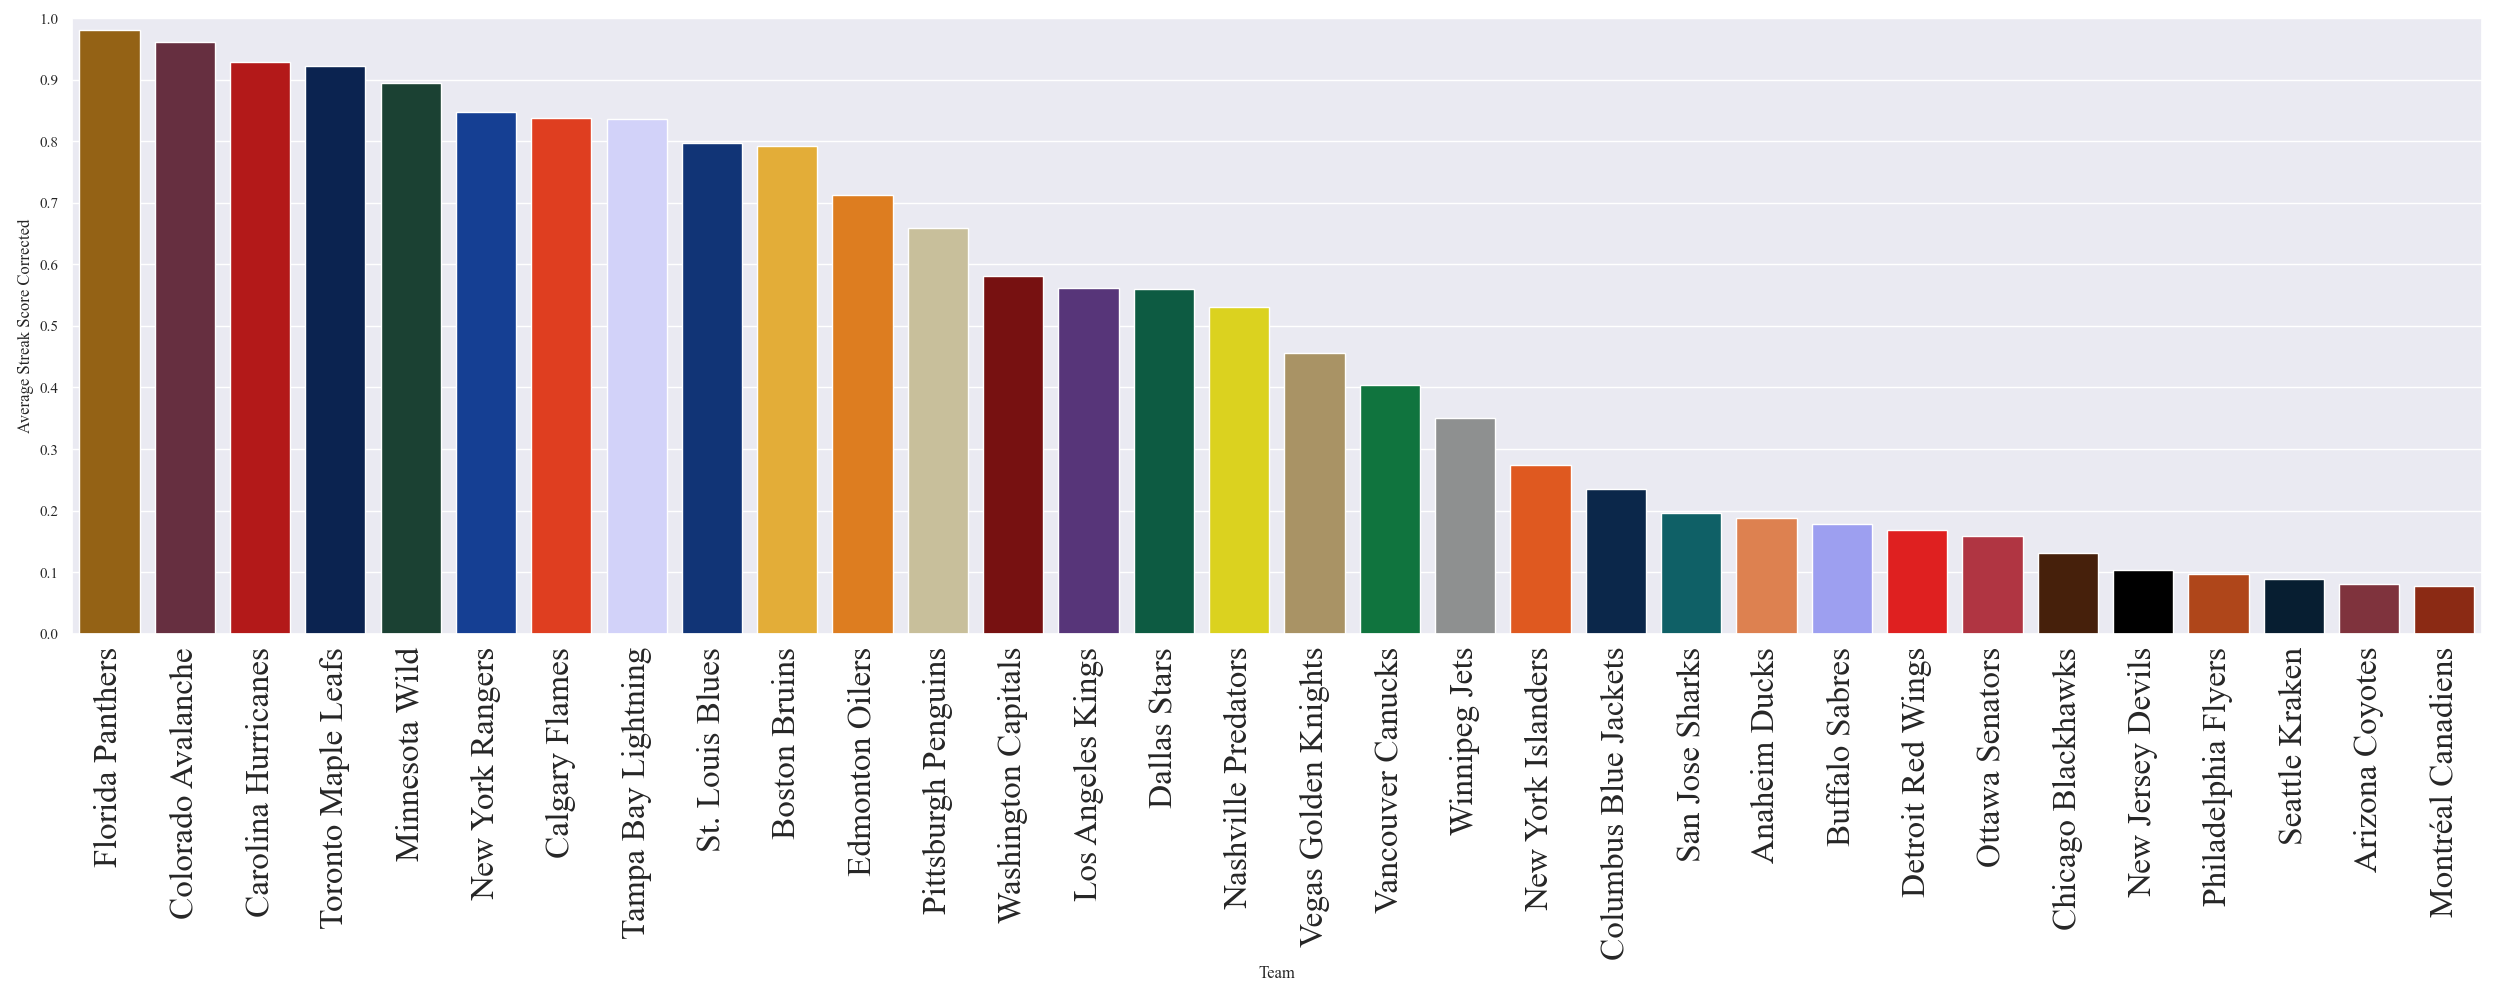 1.0
0.9
0.8
0.7
0.6
0.5
0.4
0.3
0.2
0.1
0.0
Average Streak Score Corrected
Florida Panthers
Colorado Avalanche
Carolina Hurricanes
Toronto Maple Leafs
Minnesota Wild
New York Rangers
Calgary Flames
Tampa Bay Lightning
St. Louis Blues
Boston Bruins
Edmonton Oilers
Pittsburgh Penguins
Washington Capitals
Los Angeles Kings
Dallas Stars
Nashville Predators
Vegas Golden Knights
Vancouver Canucks
Winnipeg Jets
New York Islanders
Columbus Blue Jackets
San Jose Sharks
Anaheim Ducks
Buffalo Sabres
Detroit Red Wings
Ottawa Senators
Chicago Blackhawks
New Jersey Devils
Philadelphia Flyers
Seattle Kraken
Arizona Coyotes
Montréal Canadiens
Team